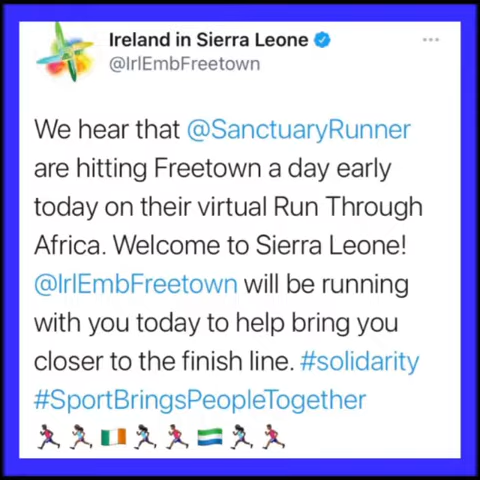 Ireland in Sierra Leone
@IrlEmbFreetown
We hear that @SanctuaryRunner
are hitting Freetown a day early
today on their virtual Run Through
Africa. Welcome to Sierra Leone!
@IrlEmbFreetown will be running
with you today to help bring you
closer to the finish line. #solidarity
#SportBringsPeopleTogether